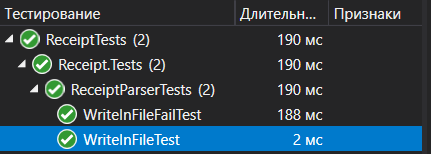 Тестирование Длительн... Признаки
ReceiptTests (2) 190 мс
Receipt.Tests (2) 190 мс
ReceiptParserTests (2) 190 мс
WriteInFileFailTest 188 мс
WriteInFileTest 2 мс